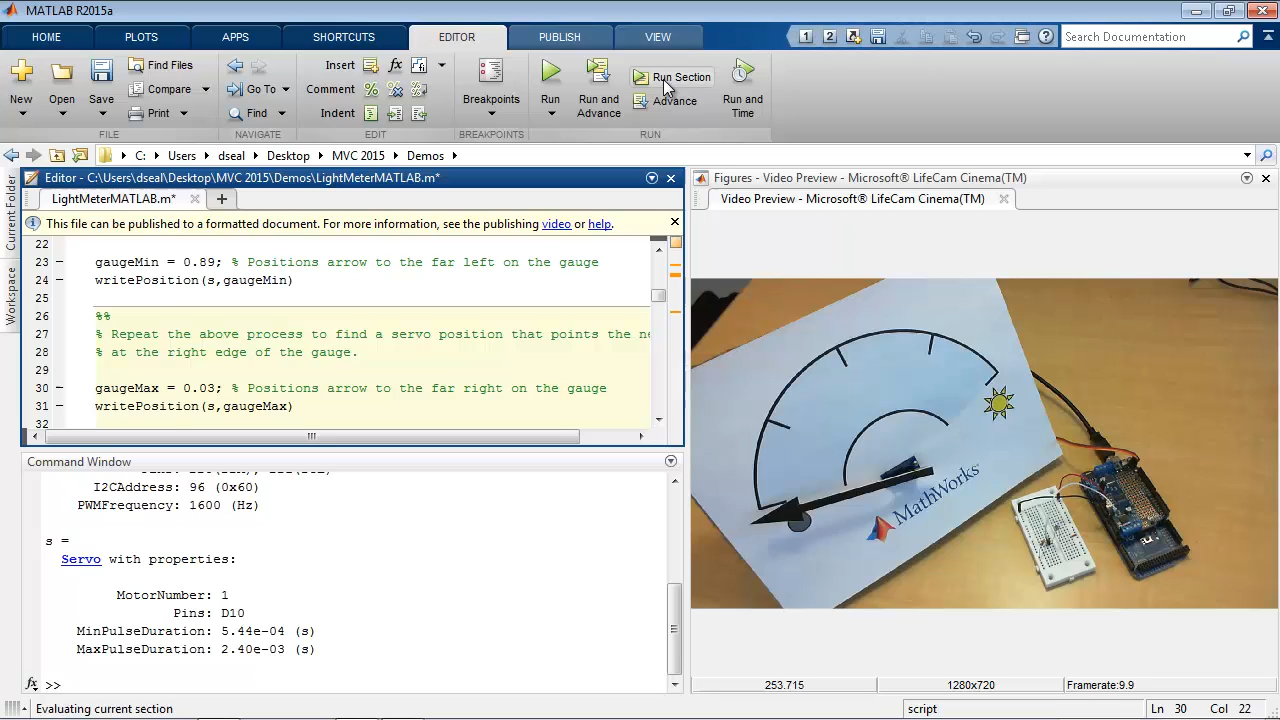 MATLAB R2015a
HOME PLOTS APPS SHORTCUTS EDITOR PUBLISH VIEW Search Documentation
New Open Save Find Files Compare Print
Go To Find
Insert fx
Comment
Indent
Breakpoints
Run Run and Advance Run Section Advance Run and Time
FILE NAVIGATE EDIT BREAKPOINTS RUN
C: Users dseal Desktop MVC 2015 Demos
Current Folder
Workspace
Editor - C:\Users\dseal\Desktop\MVC 2015\Demos\LightMeterMATLAB.m*
LightMeterMATLAB.m*
This file can be published to a formatted document. For more information, see the publishing video or help.
22
23 gaugeMin = 0.89; % Positions arrow to the far left on the gauge
24 writePosition(s,gaugeMin)
25
26 %%
27 % Repeat the above process to find a servo position that points the ne
28 % at the right edge of the gauge.
29
30 gaugeMax = 0.03; % Positions arrow to the far right on the gauge
31 writePosition(s,gaugeMax)
32
Command Window
I2CAddress: 96 (0x60)
PWMFrequency: 1600 (Hz)
s =
Servo with properties:
MotorNumber: 1
Pins: D10
MinPulseDuration: 5.44e-04 (s)
MaxPulseDuration: 2.40e-03 (s)
fx >>
Figures - Video Preview - Microsoft® LifeCam Cinema(TM)
Video Preview - Microsoft® LifeCam Cinema(TM)
MathWorks
253.715 1280x720 Framerate:9.9
Evaluating current section script Ln 30 Col 22